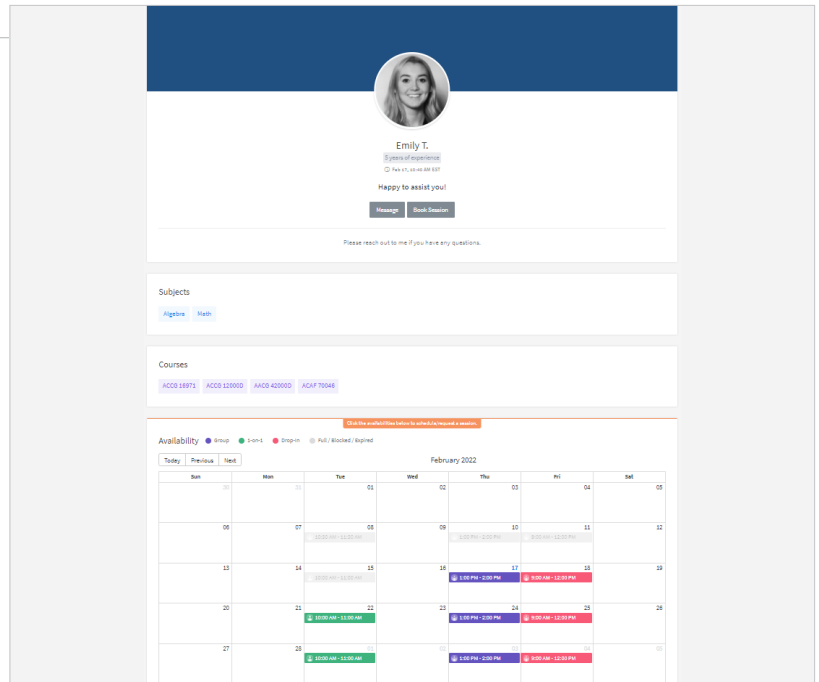 Emily T.
5 years of experience
Feb 07, 10:40 AM EST
Happy to assist you!
Message Book Session
Please reach out to me if you have any questions.
Subjects
Algebra Math
Courses
ACCG 16971 ACCG 12000D AACG 42000D ACAF 70046
Click the availabilities below to schedule/request a session.
Availability Group 1-on-1 Drop-In Full / Blocked / Expired
Today Previous Next February 2022
Sun Mon Tue Wed Thu Fri Sat
30 31 01 02 03 04 05
06 07 08 09 10 11 12
10:00 AM - 11:00 AM 1:00 PM - 2:00 PM 9:00 AM - 12:00 PM
13 14 15 16 17 18 19
10:00 AM - 11:00 AM 1:00 PM - 2:00 PM 9:00 AM - 12:00 PM
20 21 22 23 24 25 26
10:00 AM - 11:00 AM 1:00 PM - 2:00 PM 9:00 AM - 12:00 PM
27 28 01 02 03 04 05
10:00 AM - 11:00 AM 1:00 PM - 2:00 PM 9:00 AM - 12:00 PM